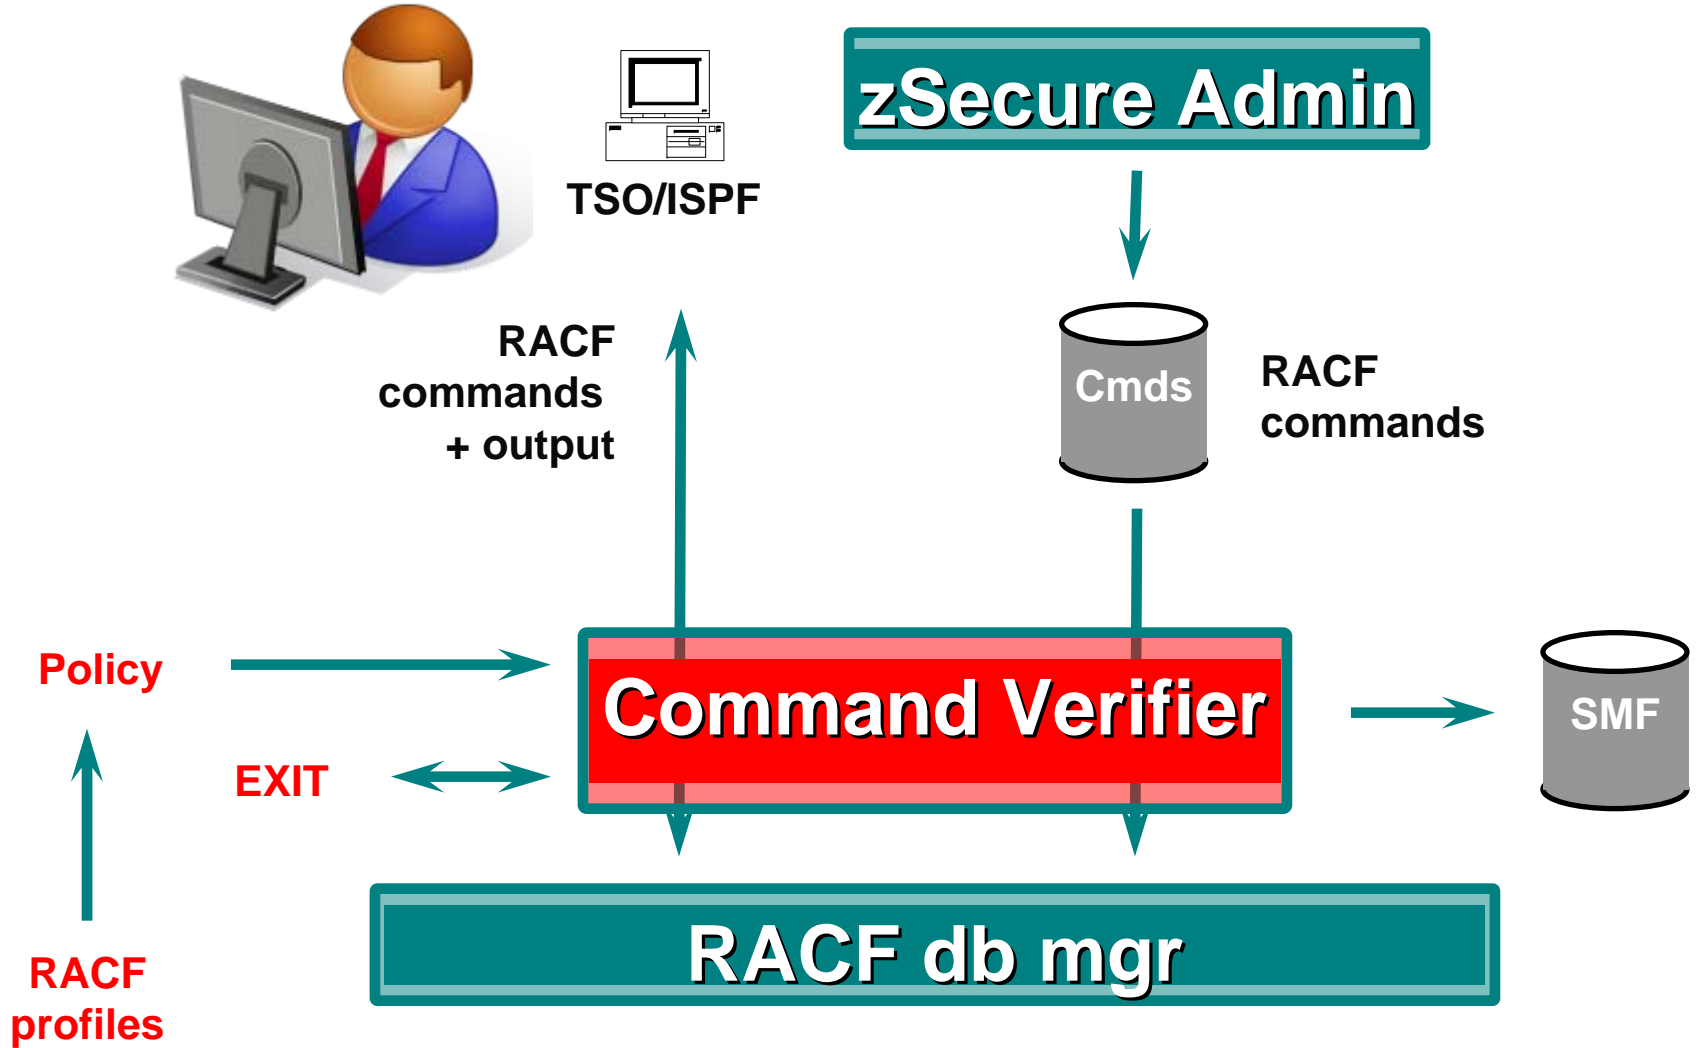 zSecure Admin
TSO/ISPF
RACF
commands
+ output
Cmds
RACF
commands
Policy
Command Verifier
SMF
EXIT
RACF db mgr
RACF
profiles